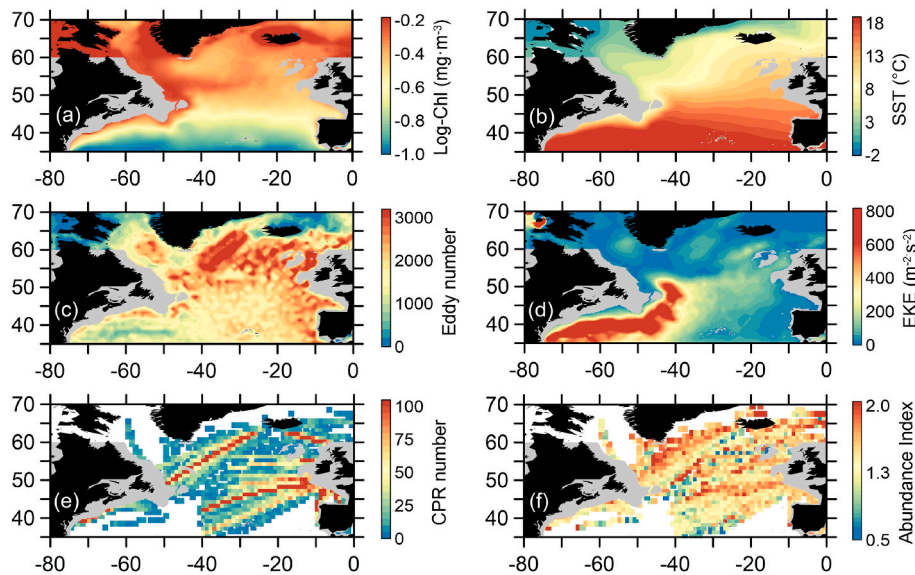 70
60
50
40
(a)
-80 -60 -40 -20 0
-0.2
-0.4
-0.6
-0.8
-1.0
Log-Chl (mg·m⁻³)
70
60
50
40
(b)
-80 -60 -40 -20 0
18
13
8
3
-2
SST (°C)
70
60
50
40
(c)
-80 -60 -40 -20 0
3000
2000
1000
0
Eddy number
70
60
50
40
(d)
-80 -60 -40 -20 0
800
600
400
200
0
EKE (m⁻²·s⁻²)
70
60
50
40
(e)
-80 -60 -40 -20 0
100
75
50
25
0
CPR number
70
60
50
40
(f)
-80 -60 -40 -20 0
2.0
1.3
0.5
Abundance Index